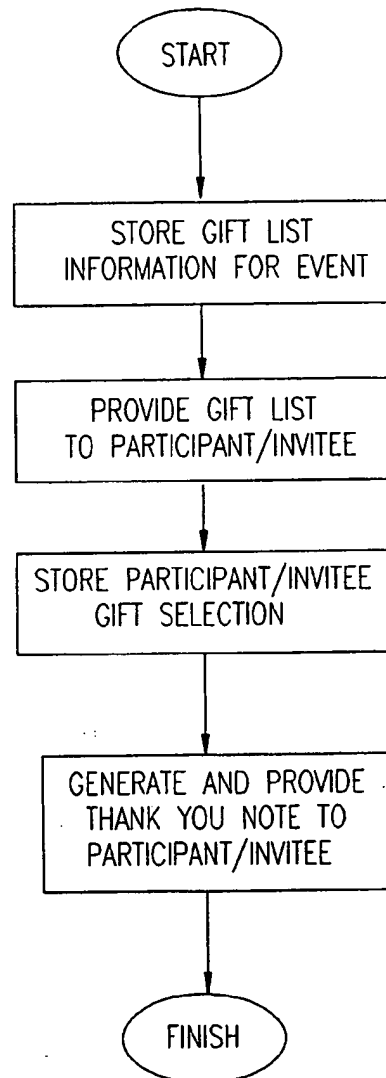 START
STORE GIFT LIST
INFORMATION FOR EVENT
PROVIDE GIFT LIST
TO PARTICIPANT/INVITEE
STORE PARTICIPANT/INVITEE
GIFT SELECTION
GENERATE AND PROVIDE
THANK YOU NOTE TO
PARTICIPANT/INVITEE
FINISH